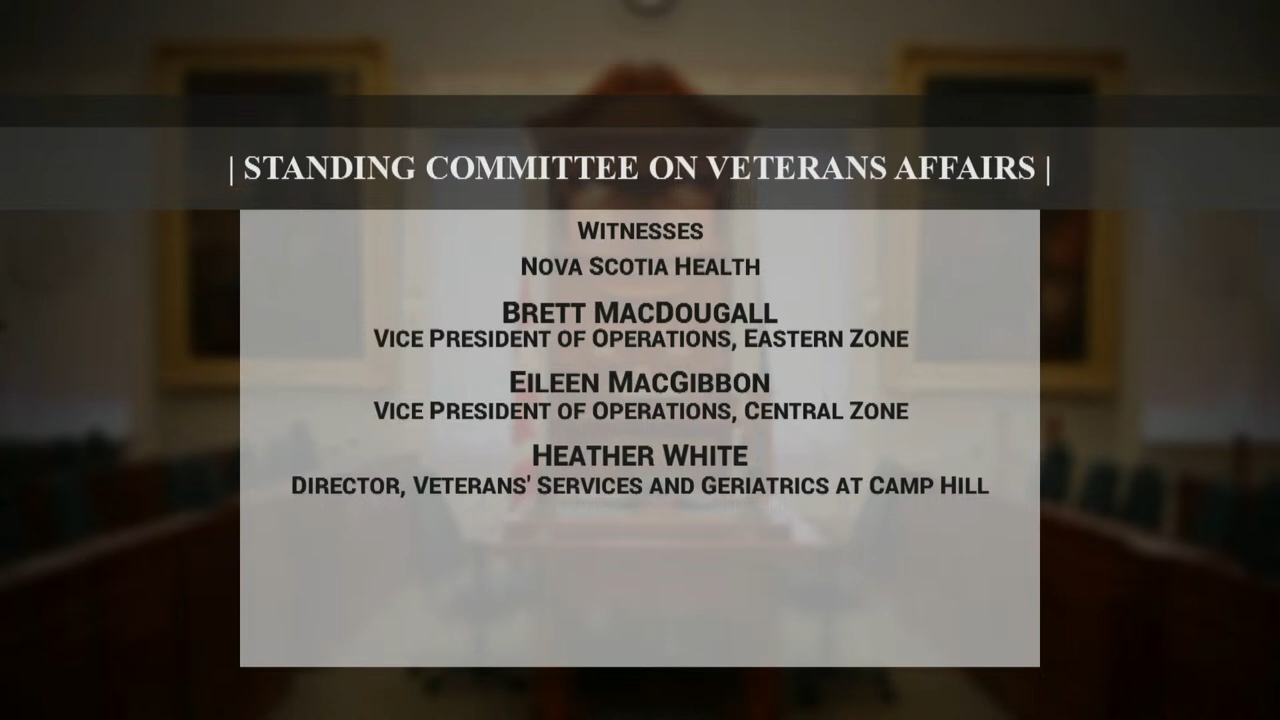 | STANDING COMMITTEE ON VETERANS AFFAIRS |
WITNESSES
NOVA SCOTIA HEALTH
BRETT MACDOUGALL
VICE PRESIDENT OF OPERATIONS, EASTERN ZONE
EILEEN MACGIBBON
VICE PRESIDENT OF OPERATIONS, CENTRAL ZONE
HEATHER WHITE
DIRECTOR, VETERANS' SERVICES AND GERIATRICS AT CAMP HILL